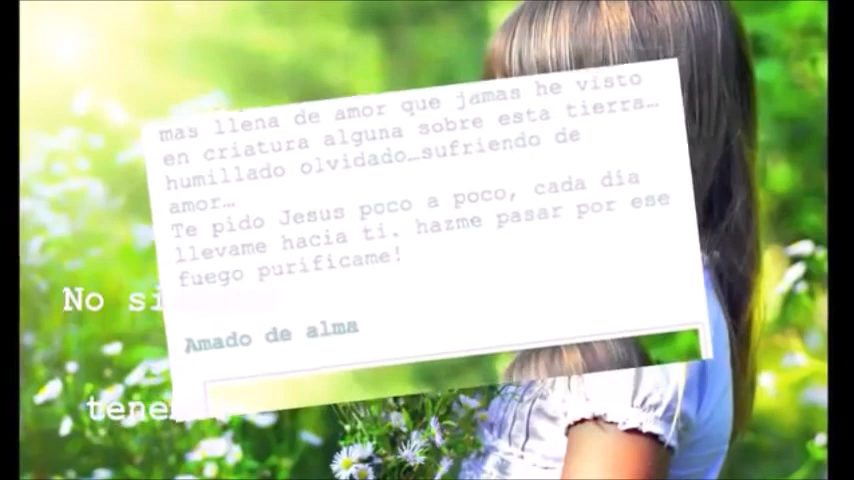 mas llena de amor que jamas he visto
en criatura alguna sobre esta tierra…
humillado olvidado…sufriendo de
amor…
Te pido Jesus poco a poco, cada día
llevame hacia ti. hazme pasar por ese
fuego purificame!
Amado de alma
No